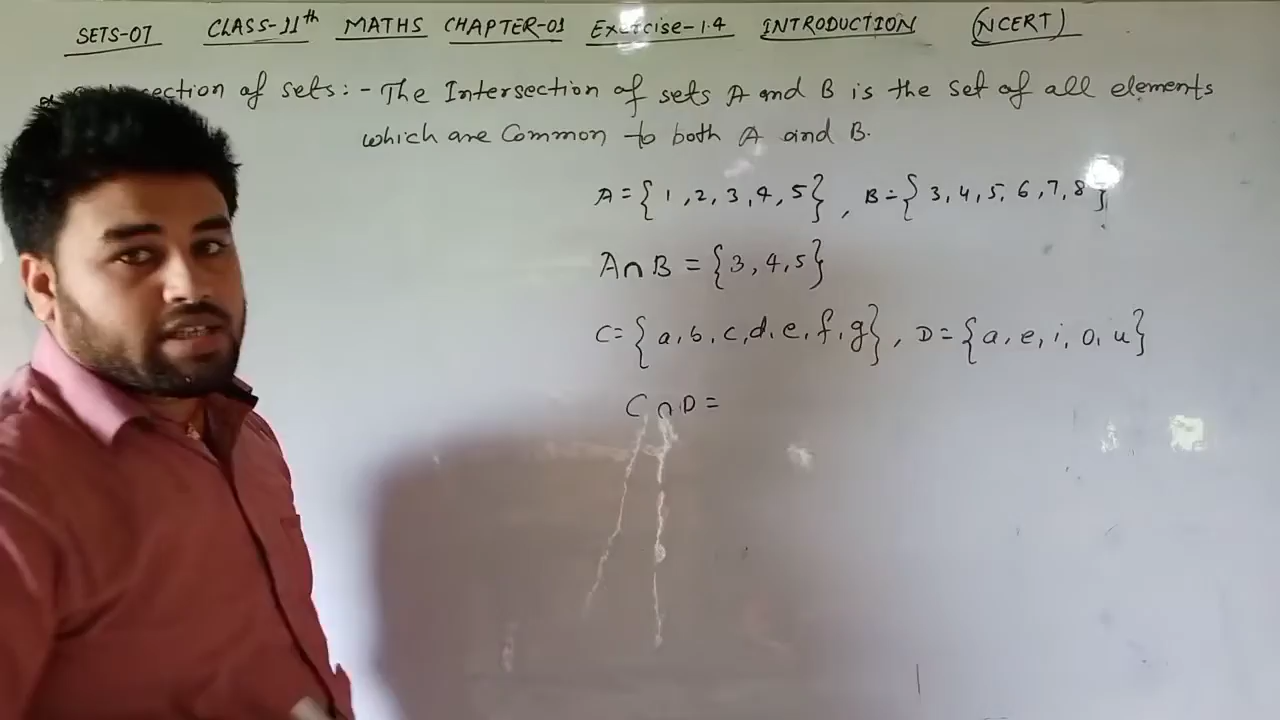 SETS-07 CLASS-11th MATHS CHAPTER-01 Exercise-1.4 INTRODUCTION (NCERT)
of sets: - The Intersection of sets A and B is the set of all elements
which are Common to both A and B.
A = {1, 2, 3, 4, 5}, B = {3, 4, 5, 6, 7, 8}
A∩B = {3, 4, 5}
C = {a, b, c, d, e, f, g}, D = {a, e, i, o, u}
C∩D =